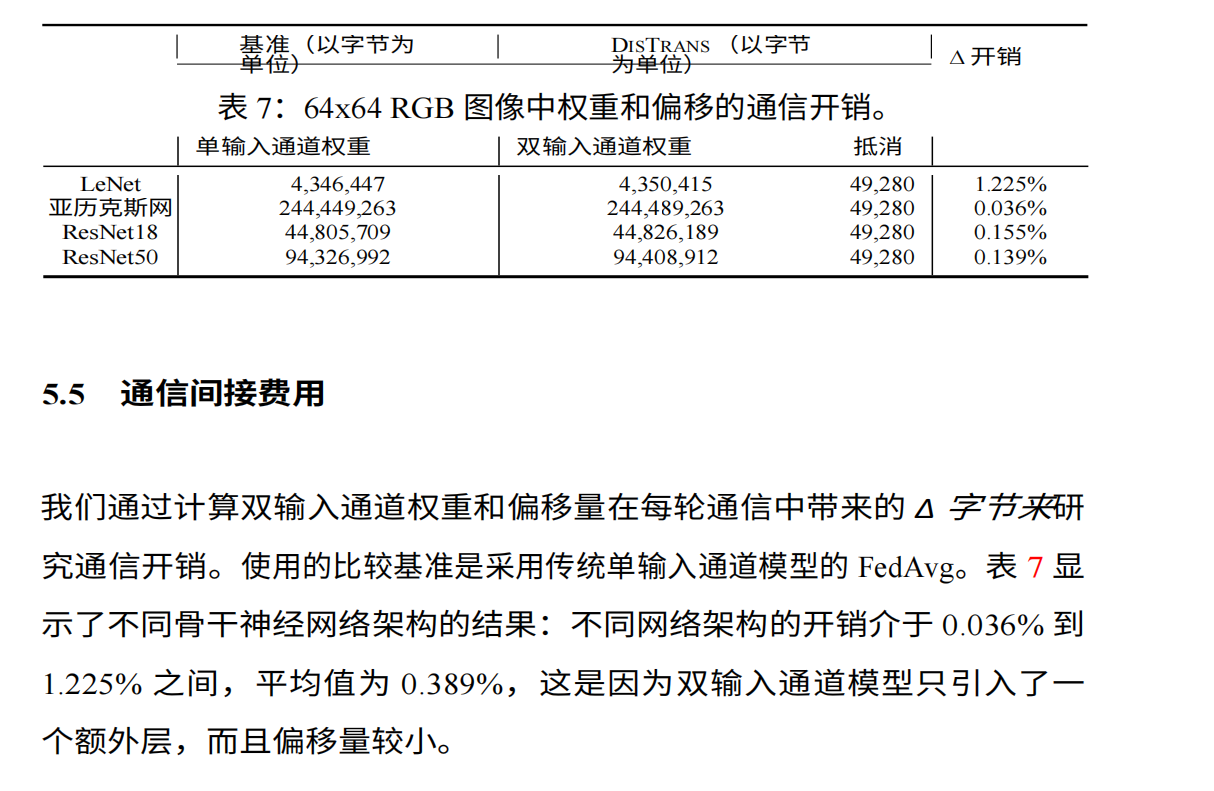 基准（以字节为单位） DISTRANS （以字节为单位） Δ 开销
表 7：64x64 RGB 图像中权重和偏移的通信开销。
单输入通道权重 双输入通道权重 抵消
LeNet 4,346,447 4,350,415 49,280 1.225%
亚历克斯网 244,449,263 244,489,263 49,280 0.036%
ResNet18 44,805,709 44,826,189 49,280 0.155%
ResNet50 94,326,992 94,408,912 49,280 0.139%
5.5 通信间接费用
我们通过计算双输入通道权重和偏移量在每轮通信中带来的 Δ 字节来研
究通信开销。使用的比较基准是采用传统单输入通道模型的 FedAvg。表 7 显
示了不同骨干神经网络架构的结果：不同网络架构的开销介于 0.036% 到
1.225% 之间，平均值为 0.389%，这是因为双输入通道模型只引入了一
个额外层，而且偏移量较小。